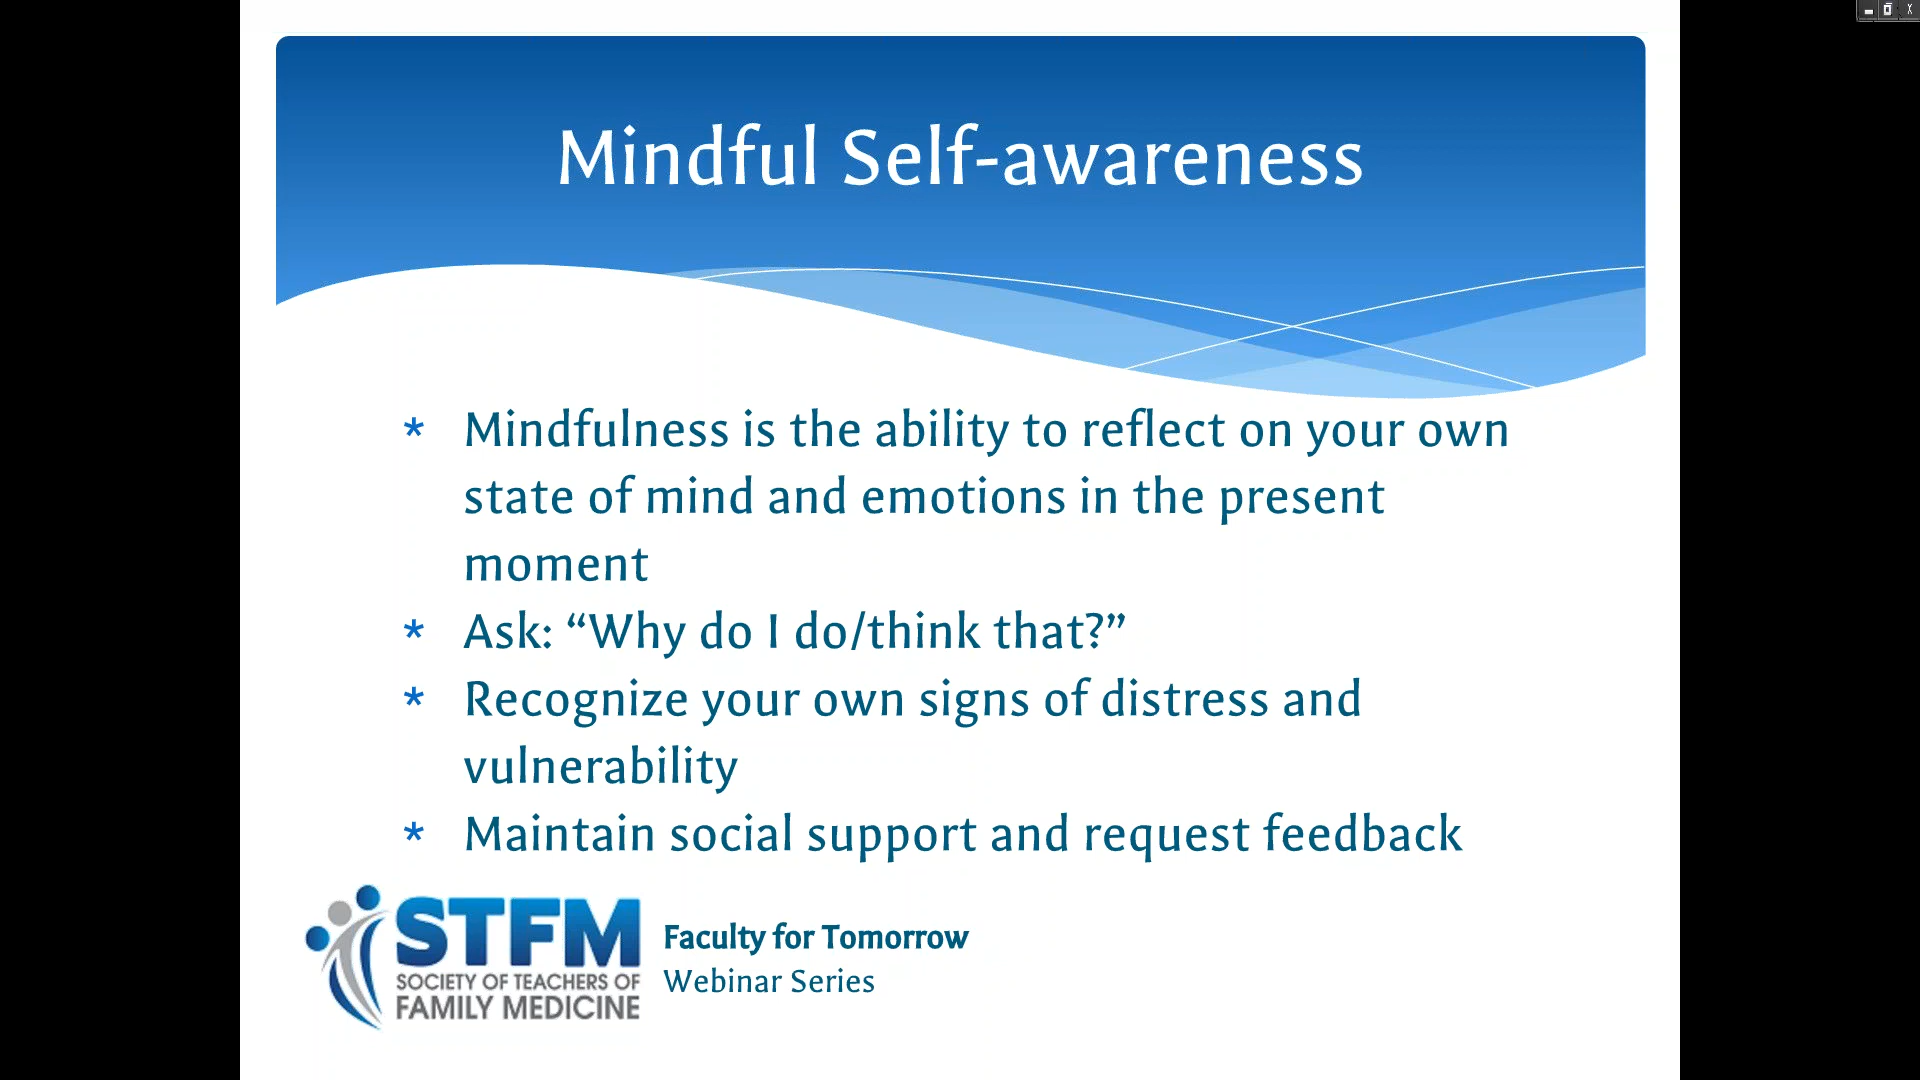 Mindful Self-awareness
* Mindfulness is the ability to reflect on your own
state of mind and emotions in the present
moment
* Ask: “Why do I do/think that?”
* Recognize your own signs of distress and
vulnerability
* Maintain social support and request feedback
STFM
SOCIETY OF TEACHERS OF
FAMILY MEDICINE
Faculty for Tomorrow
Webinar Series